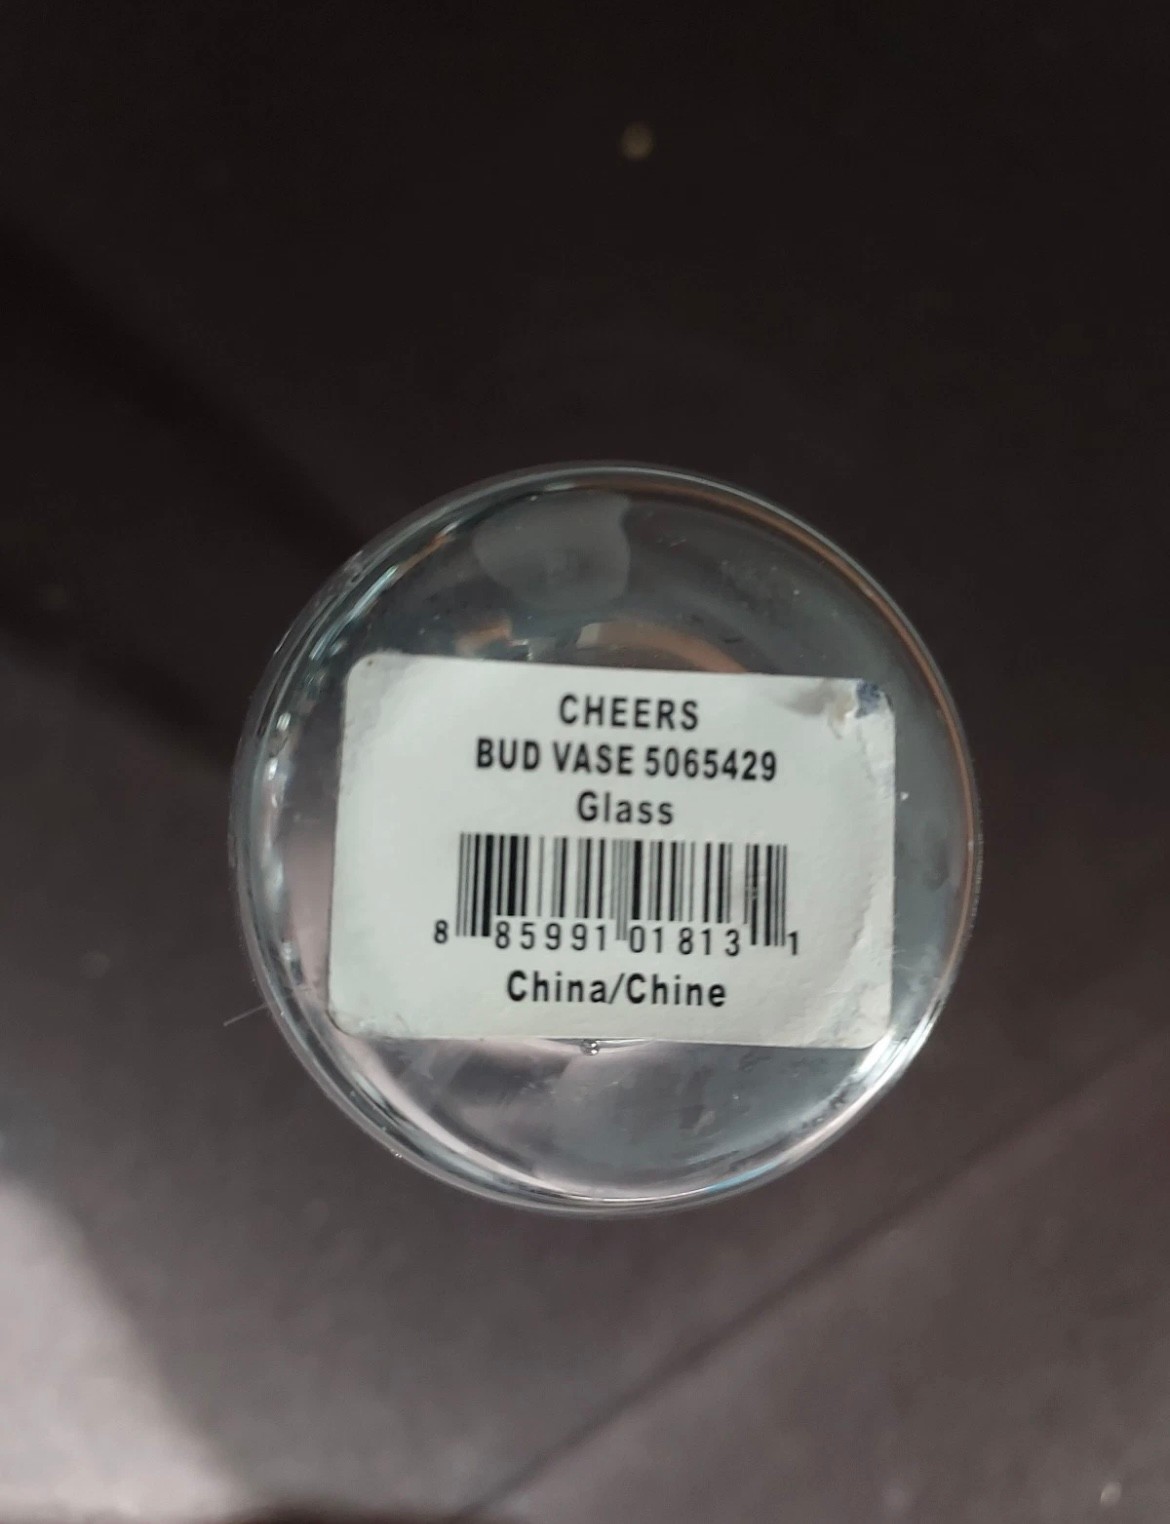 CHEERS
BUD VASE 5065429
Glass
8 85991 01813 1
China/Chine